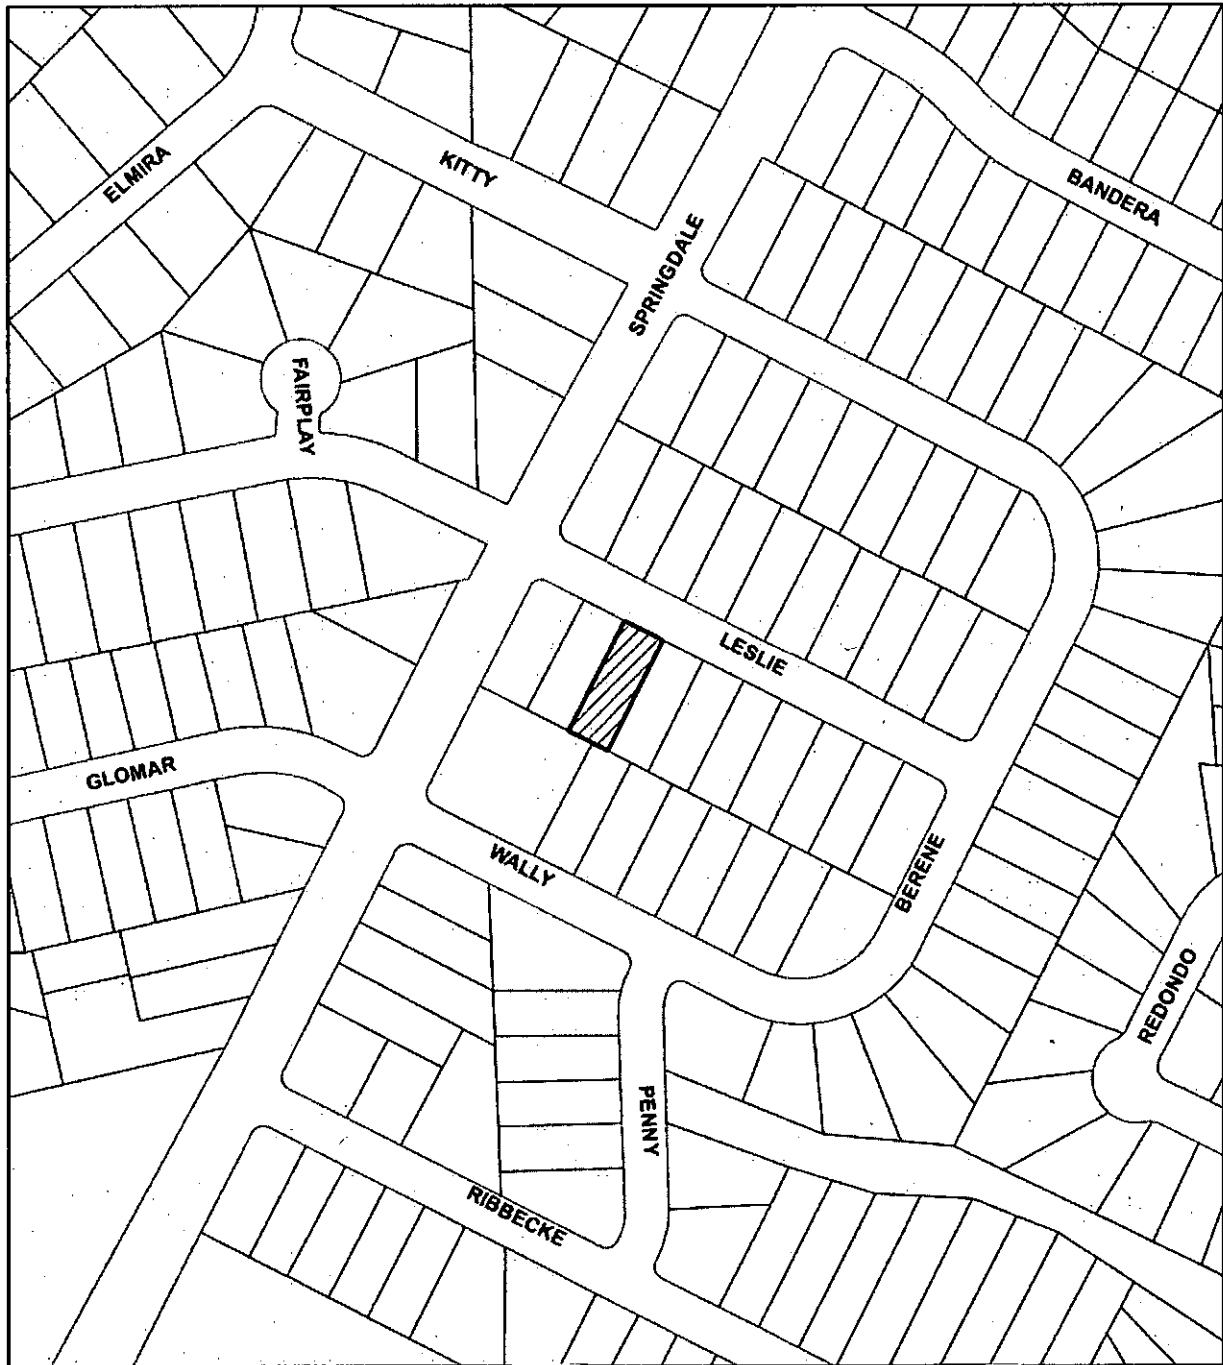 ELMIRA
KITTY
BANDERA
SPRINGDALE
FAIRPLAY
LESLIE
GLOMAR
WALLY
BERENE
REDONDO
PENNY
RIBBECKE